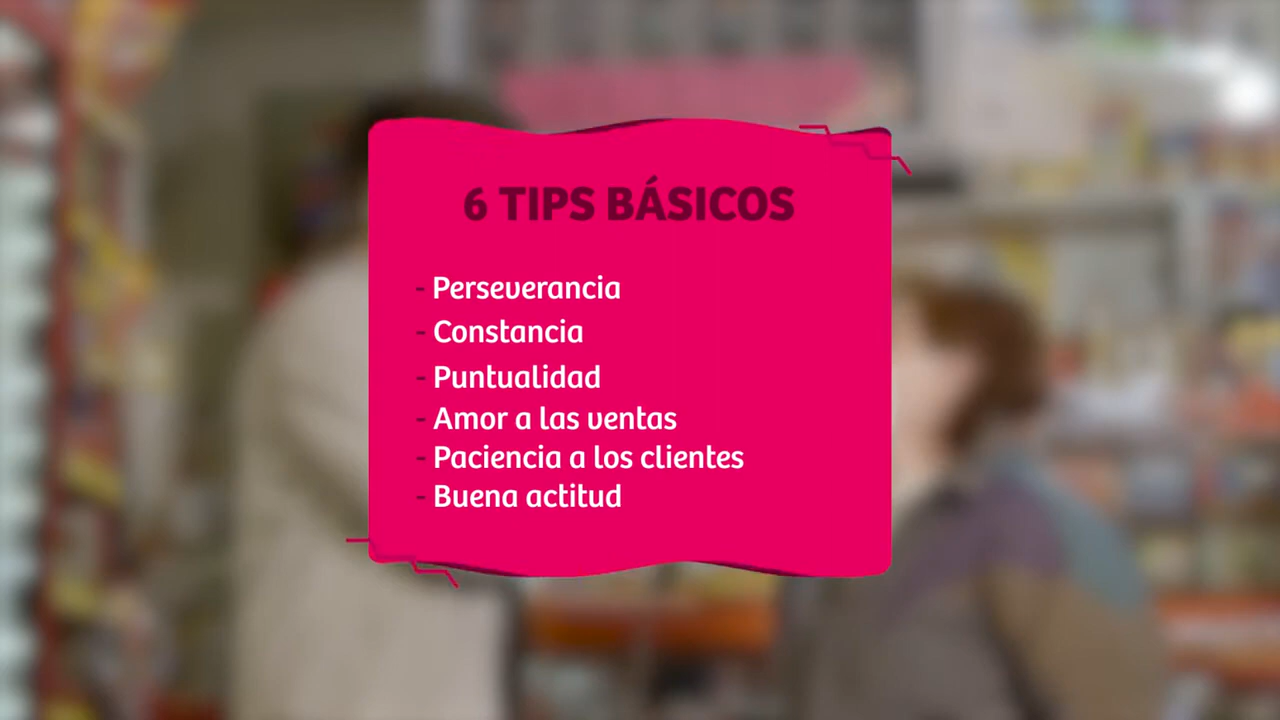 6 TIPS BÁSICOS
- Perseverancia
- Constancia
- Puntualidad
- Amor a las ventas
- Paciencia a los clientes
- Buena actitud